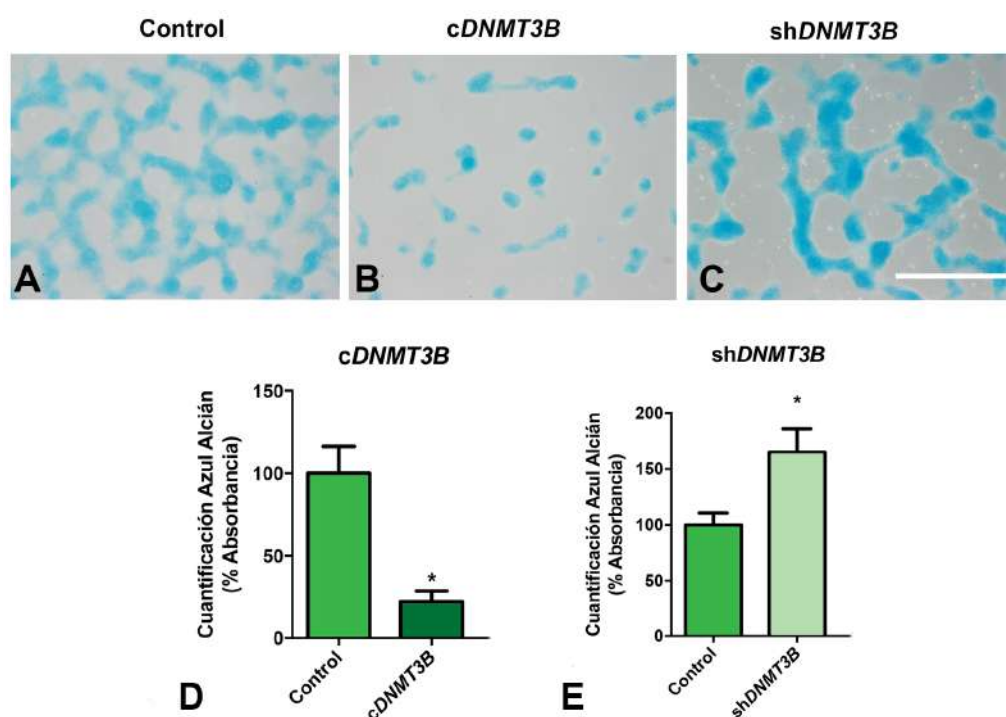 Control
cDNMT3B
shDNMT3B
A
B
C
cDNMT3B
Cuantificación Azul Alcián
(% Absorbancia)
150
100
50
0
*
Control
cDNMT3B
D
shDNMT3B
Cuantificación Azul Alcián
(% Absorbancia)
200
150
100
50
0
*
Control
shDNMT3B
E